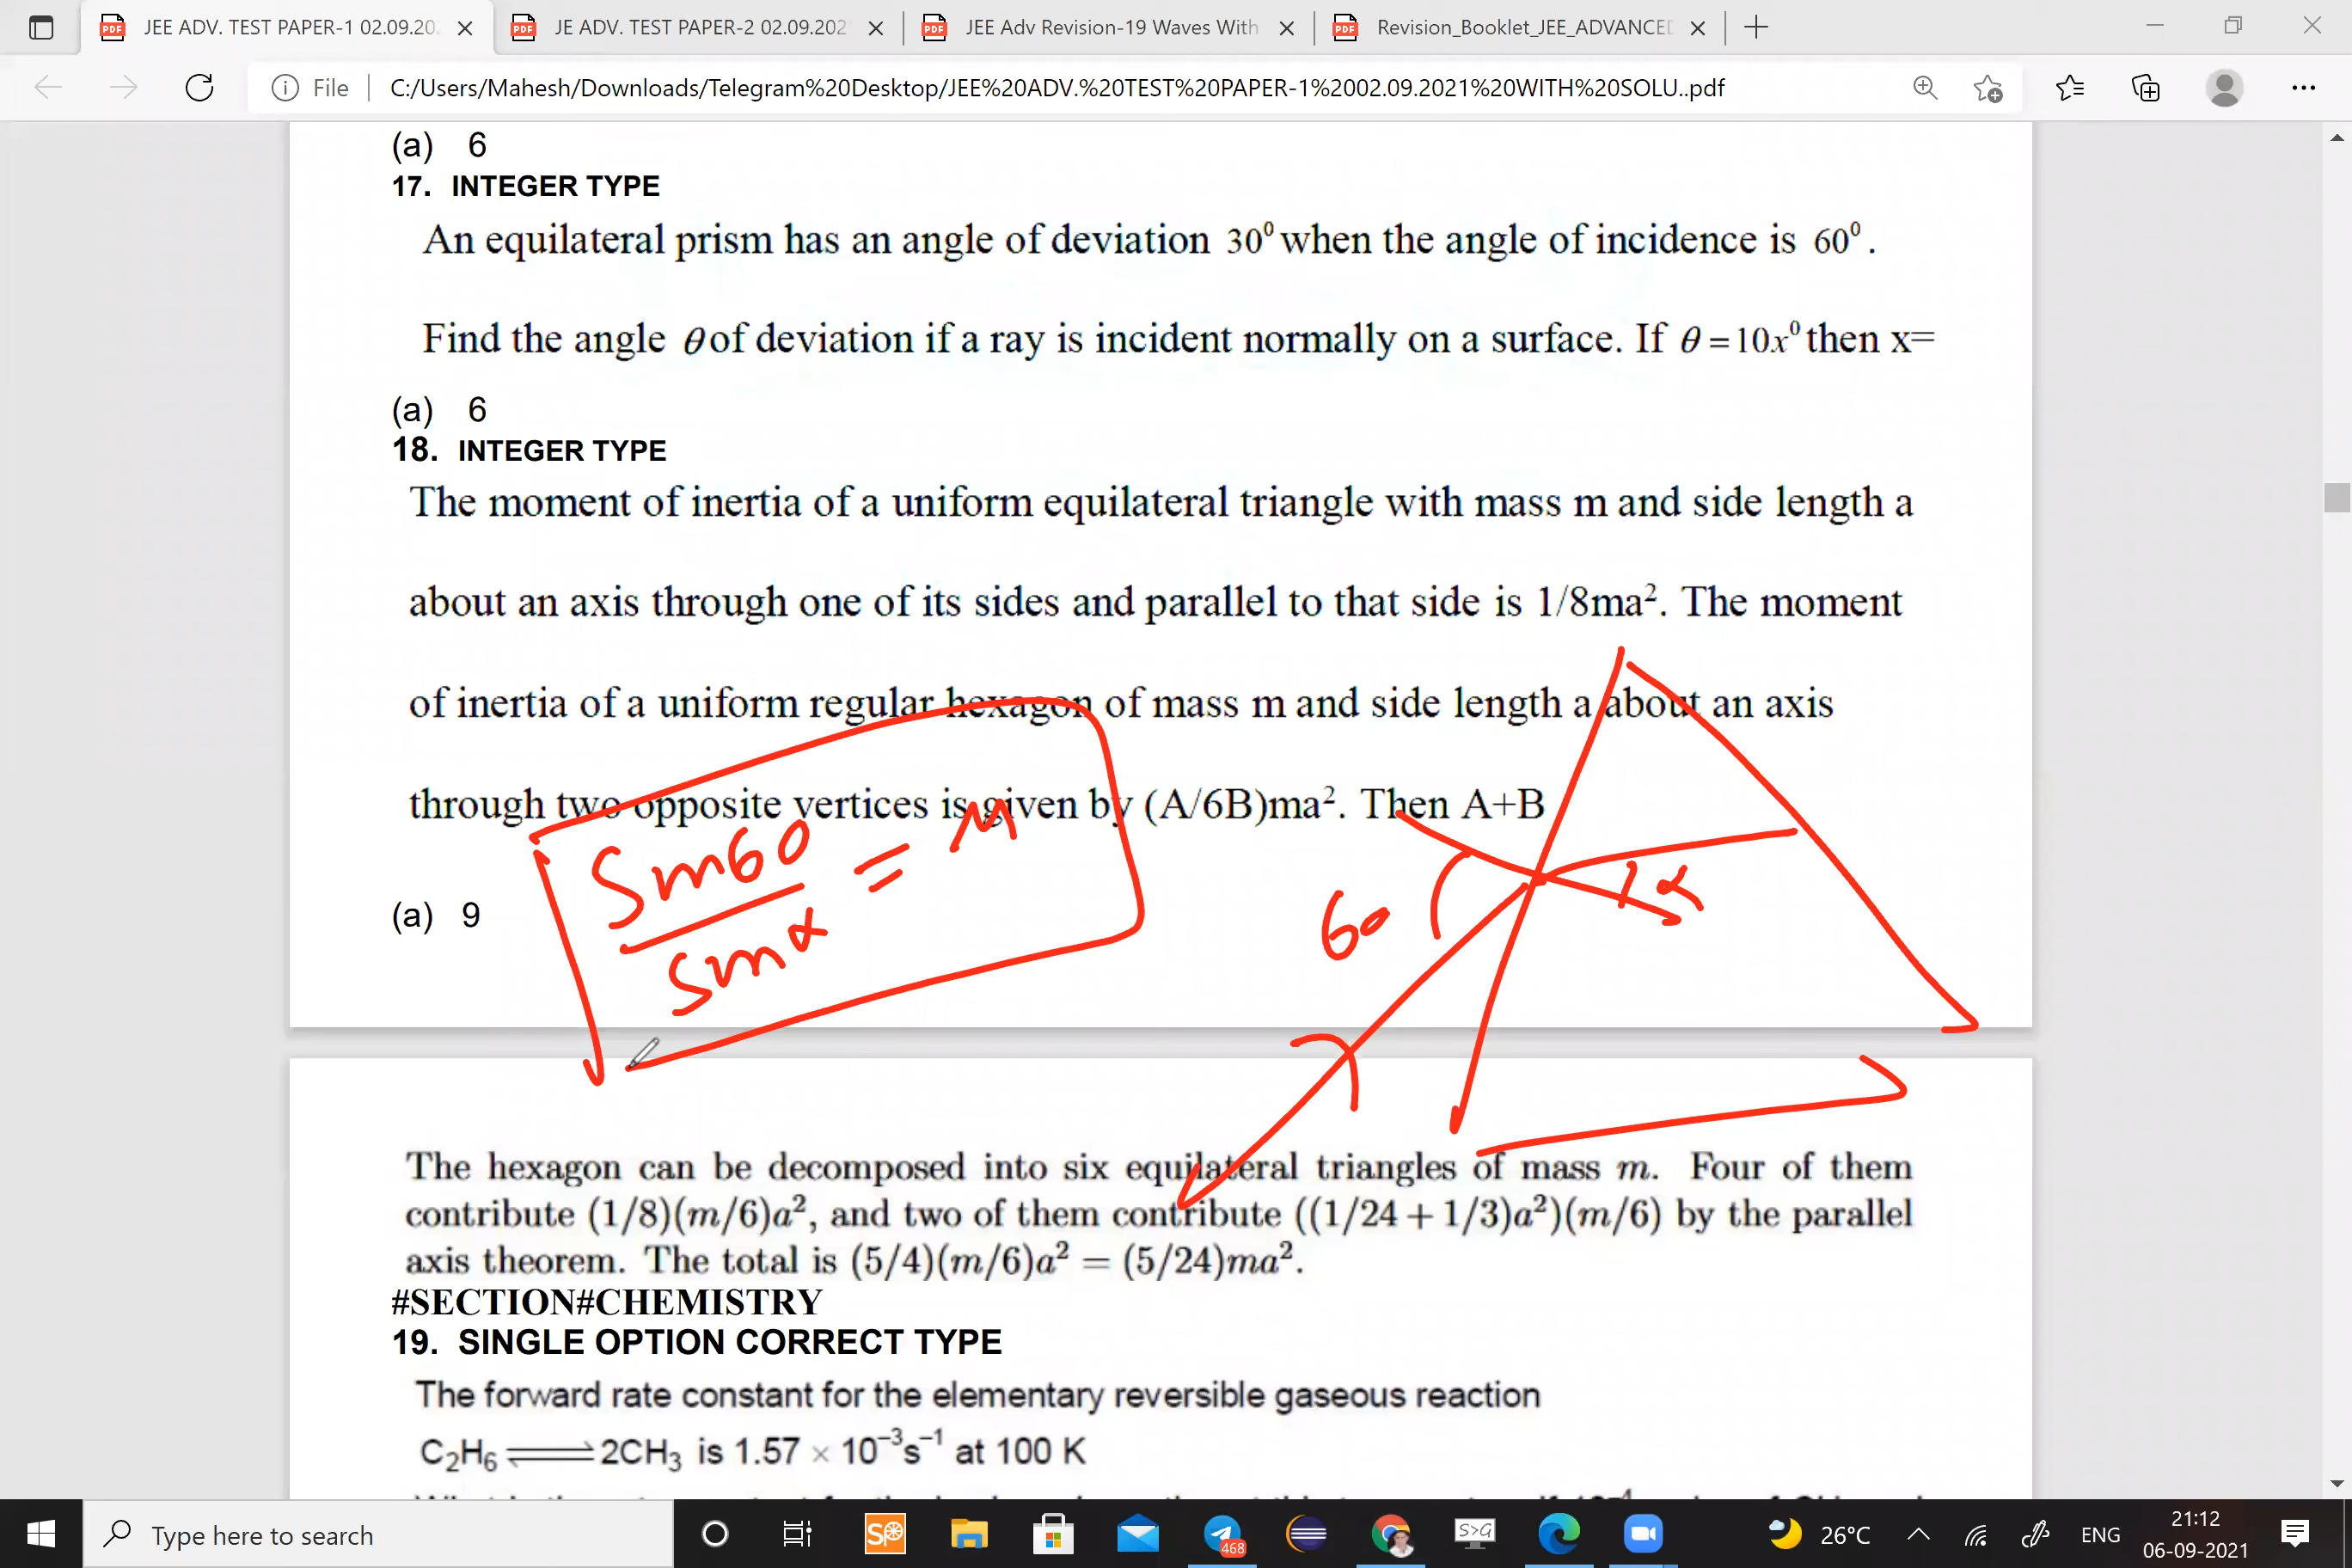 JEE ADV. TEST PAPER-1 02.09.20
JE ADV. TEST PAPER-2 02.09.202
JEE Adv Revision-19 Waves With
Revision_Booklet_JEE_ADVANCED
File
C:/Users/Mahesh/Downloads/Telegram%20Desktop/JEE%20ADV.%20TEST%20PAPER-1%2002.09.2021%20WITH%20SOLU..pdf
(a) 6
17. INTEGER TYPE
An equilateral prism has an angle of deviation 30⁰ when the angle of incidence is 60⁰ .
Find the angle θ of deviation if a ray is incident normally on a surface. If θ = 10x⁰ then x=
(a) 6
18. INTEGER TYPE
The moment of inertia of a uniform equilateral triangle with mass m and side length a
about an axis through one of its sides and parallel to that side is 1/8ma². The moment
of inertia of a uniform regular hexagon of mass m and side length a about an axis
through two opposite vertices is given by (A/6B)ma². Then A+B
Sin60 / Sinα = μ
60
α
(a) 9
The hexagon can be decomposed into six equilateral triangles of mass m. Four of them
contribute (1/8)(m/6)a², and two of them contribute ((1/24 + 1/3)a²)(m/6) by the parallel
axis theorem. The total is (5/4)(m/6)a² = (5/24)ma².
#SECTION#CHEMISTRY
19. SINGLE OPTION CORRECT TYPE
The forward rate constant for the elementary reversible gaseous reaction
C₂H₆ ⇌ 2CH₃ is 1.57 × 10⁻³s⁻¹ at 100 K
Type here to search
468
S>G
26°C
ENG
21:12
06-09-2021